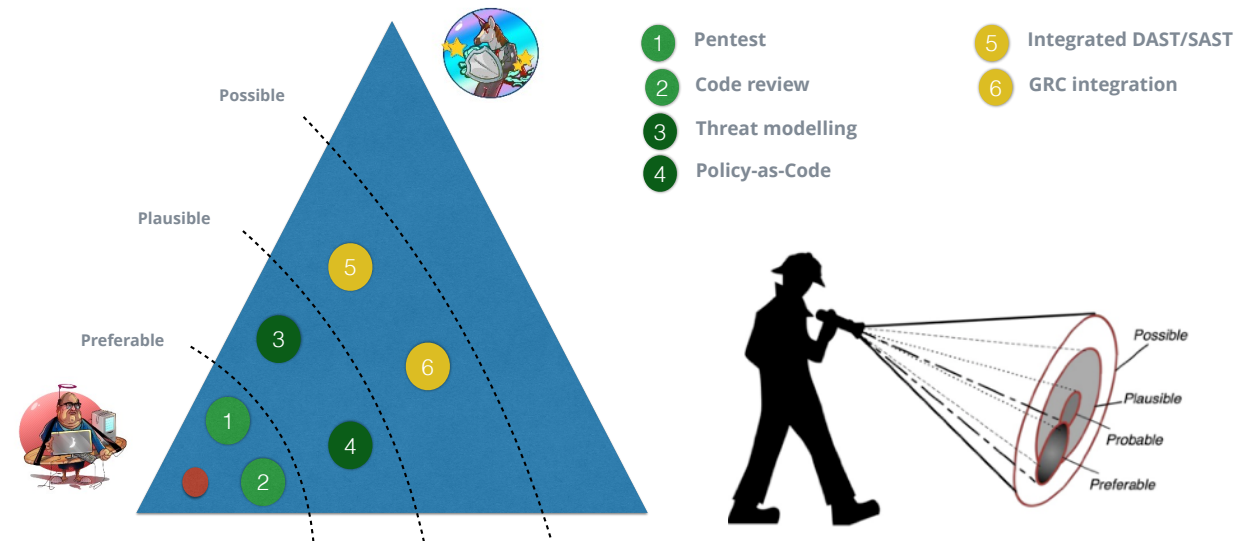 Possible
Plausible
Preferable
5
3
6
1
4
2
1 Pentest
2 Code review
3 Threat modelling
4 Policy-as-Code
5 Integrated DAST/SAST
6 GRC integration
Possible
Plausible
Probable
Preferable